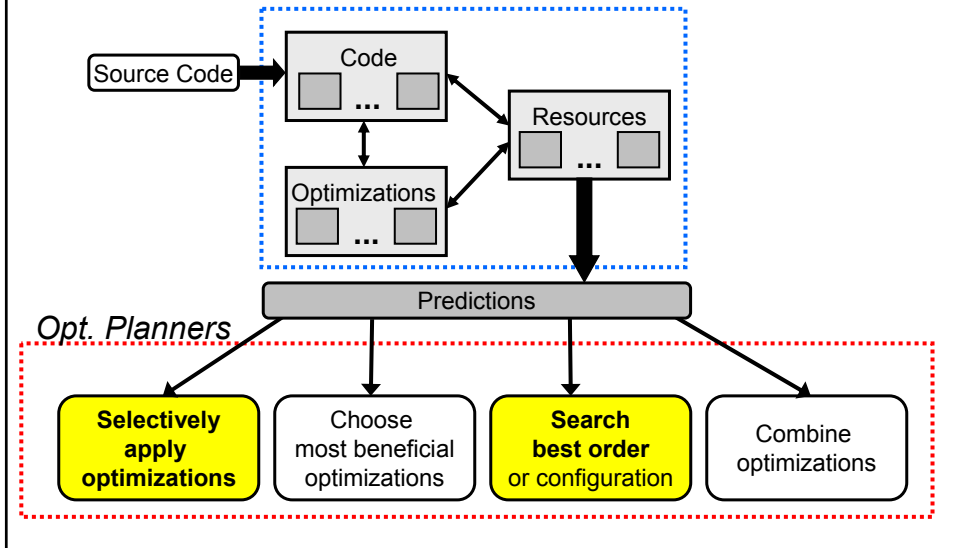 Source Code
Code
...
Resources
...
Optimizations
...
Predictions
Opt. Planners
Selectively
apply
optimizations
Choose
most beneficial
optimizations
Search
best order
or configuration
Combine
optimizations